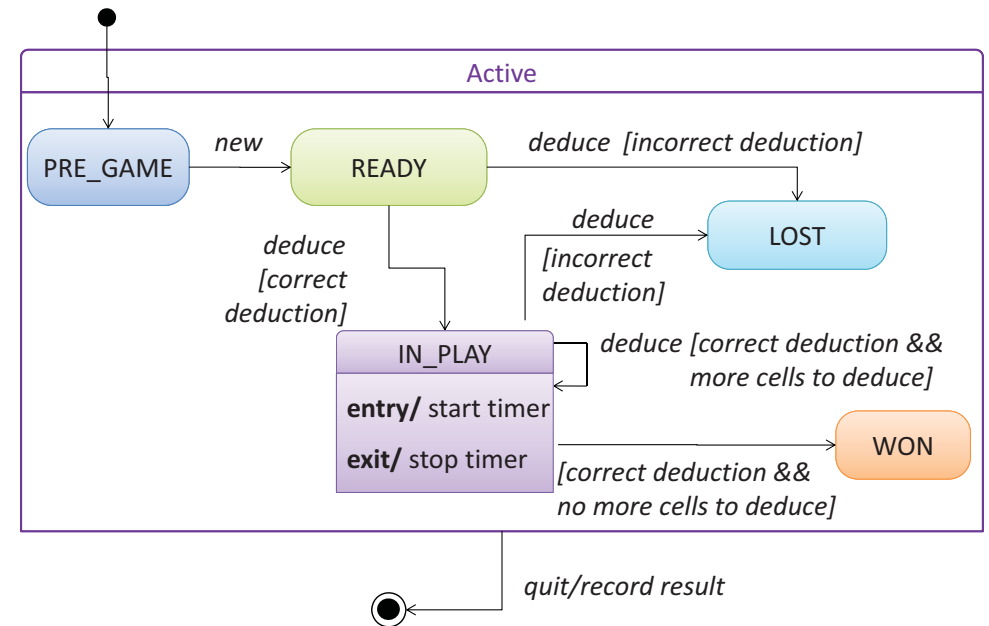 Active
PRE_GAME
new
READY
deduce [incorrect deduction]
LOST
deduce
[incorrect
deduction]
deduce
[correct
deduction]
IN_PLAY
entry/ start timer
exit/ stop timer
deduce [correct deduction &&
more cells to deduce]
WON
[correct deduction &&
no more cells to deduce]
quit/record result